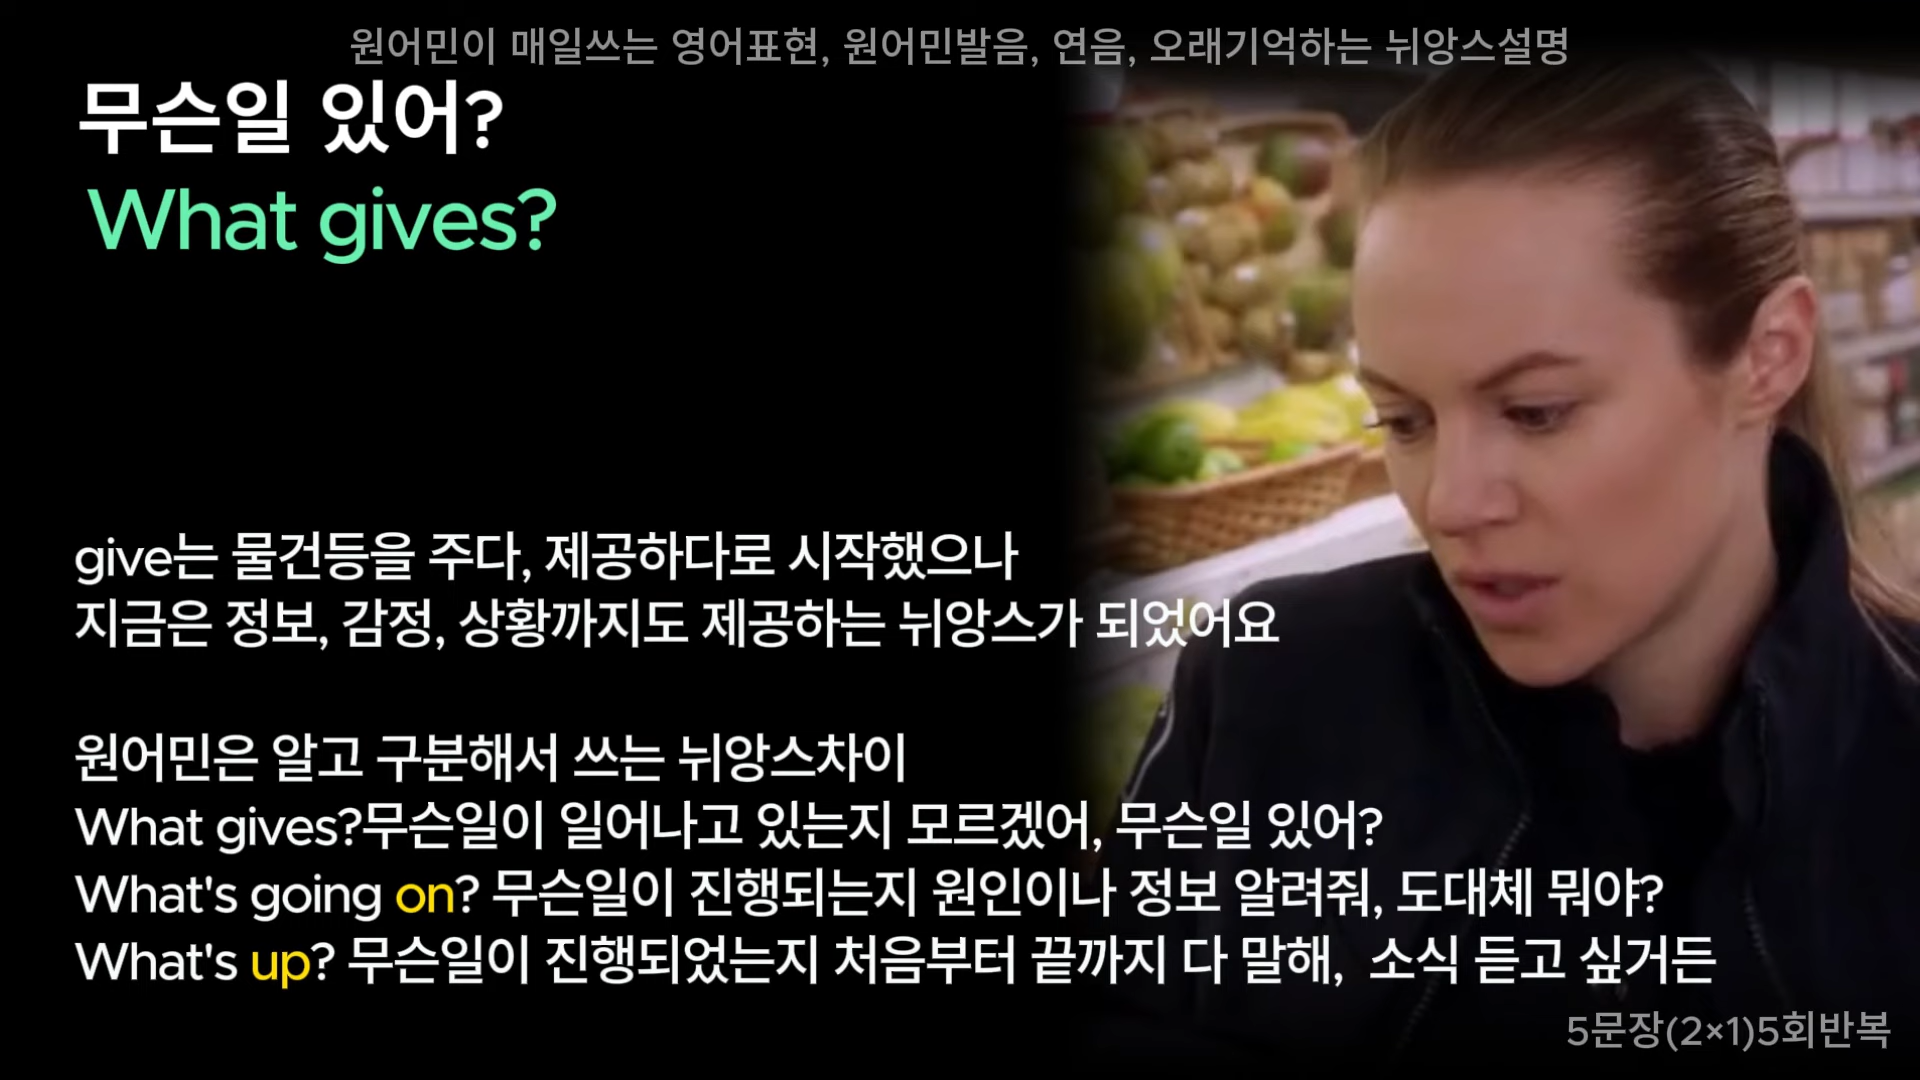 원어민이 매일쓰는 영어표현, 원어민발음, 연음, 오래기억하는 뉘앙스설명
무슨일 있어?
What gives?
give는 물건등을 주다, 제공하다로 시작했으나
지금은 정보, 감정, 상황까지도 제공하는 뉘앙스가 되었어요
원어민은 알고 구분해서 쓰는 뉘앙스차이
What gives?무슨일이 일어나고 있는지 모르겠어, 무슨일 있어?
What's going on? 무슨일이 진행되는지 원인이나 정보 알려줘, 도대체 뭐야?
What's up? 무슨일이 진행되었는지 처음부터 끝까지 다 말해, 소식 듣고 싶거든
5문장(2×1)5회반복